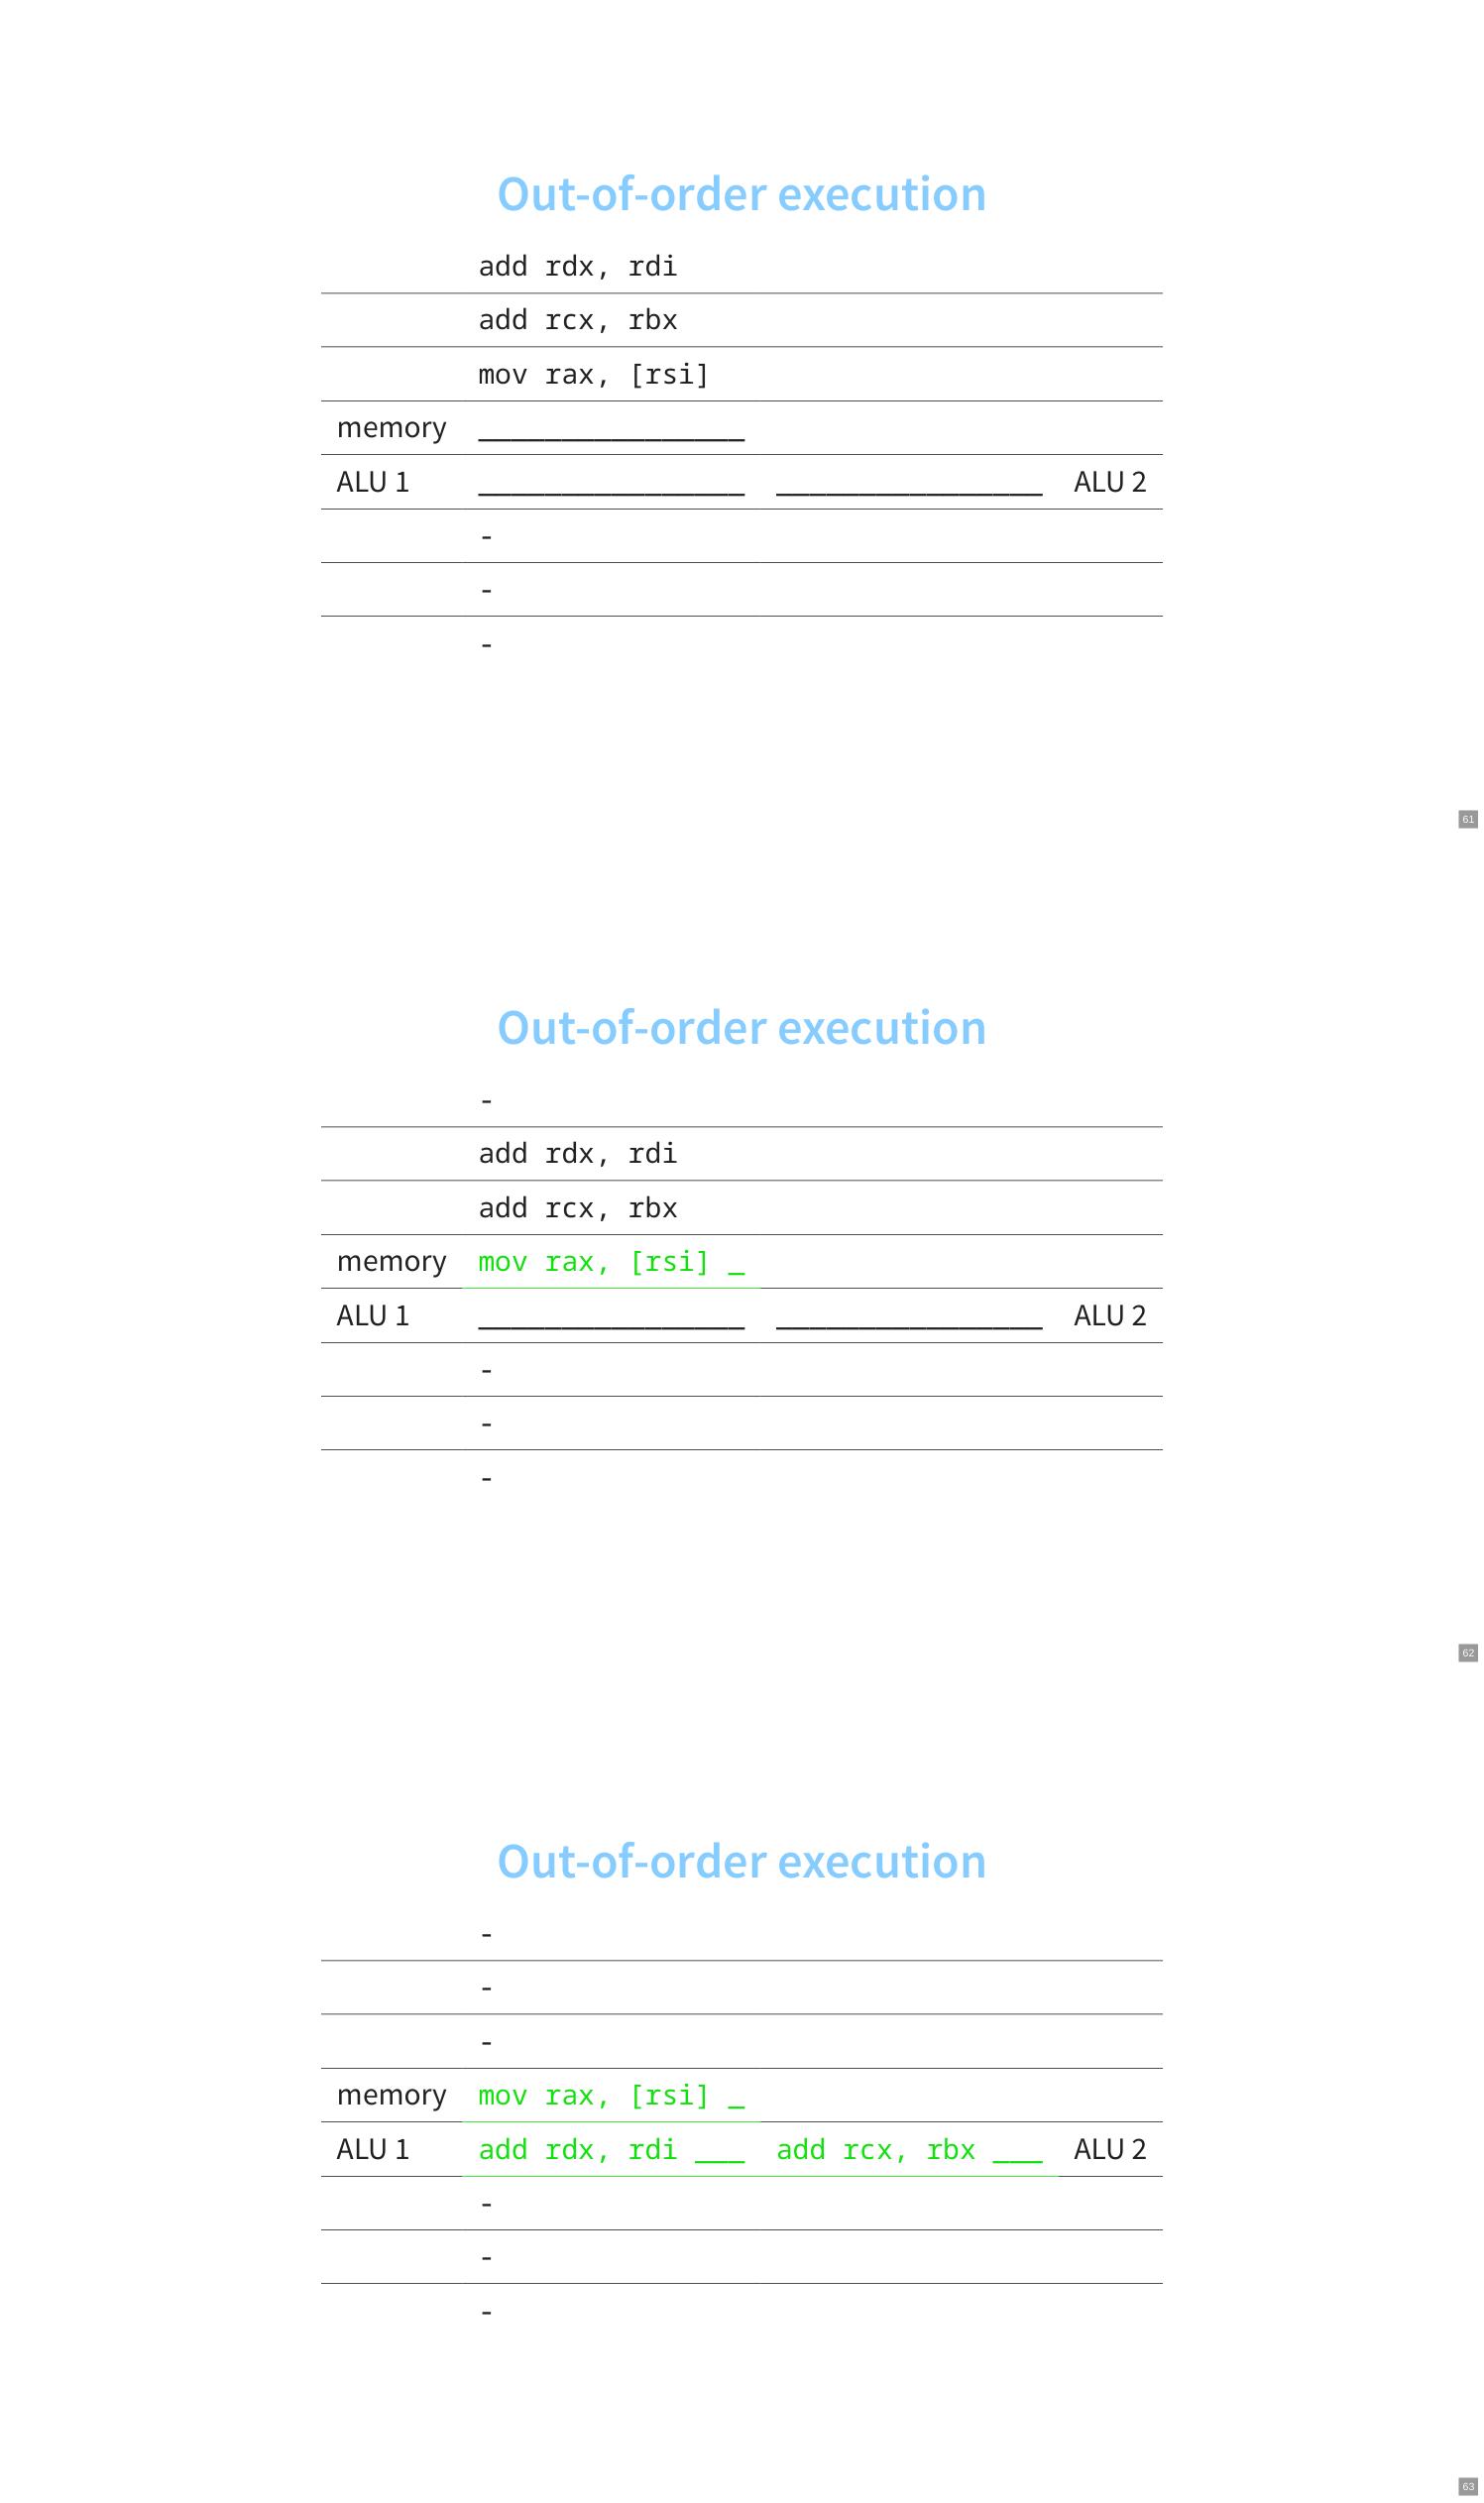 Out-of-order execution
add rdx, rdi
add rcx, rbx
mov rax, [rsi]
memory ________________
ALU 1 ________________ ________________ ALU 2
-
-
-
61
Out-of-order execution
-
add rdx, rdi
add rcx, rbx
memory mov rax, [rsi] _
ALU 1 ________________ ________________ ALU 2
-
-
-
62
Out-of-order execution
-
-
-
memory mov rax, [rsi] _
ALU 1 add rdx, rdi ___ add rcx, rbx ___ ALU 2
-
-
-
63